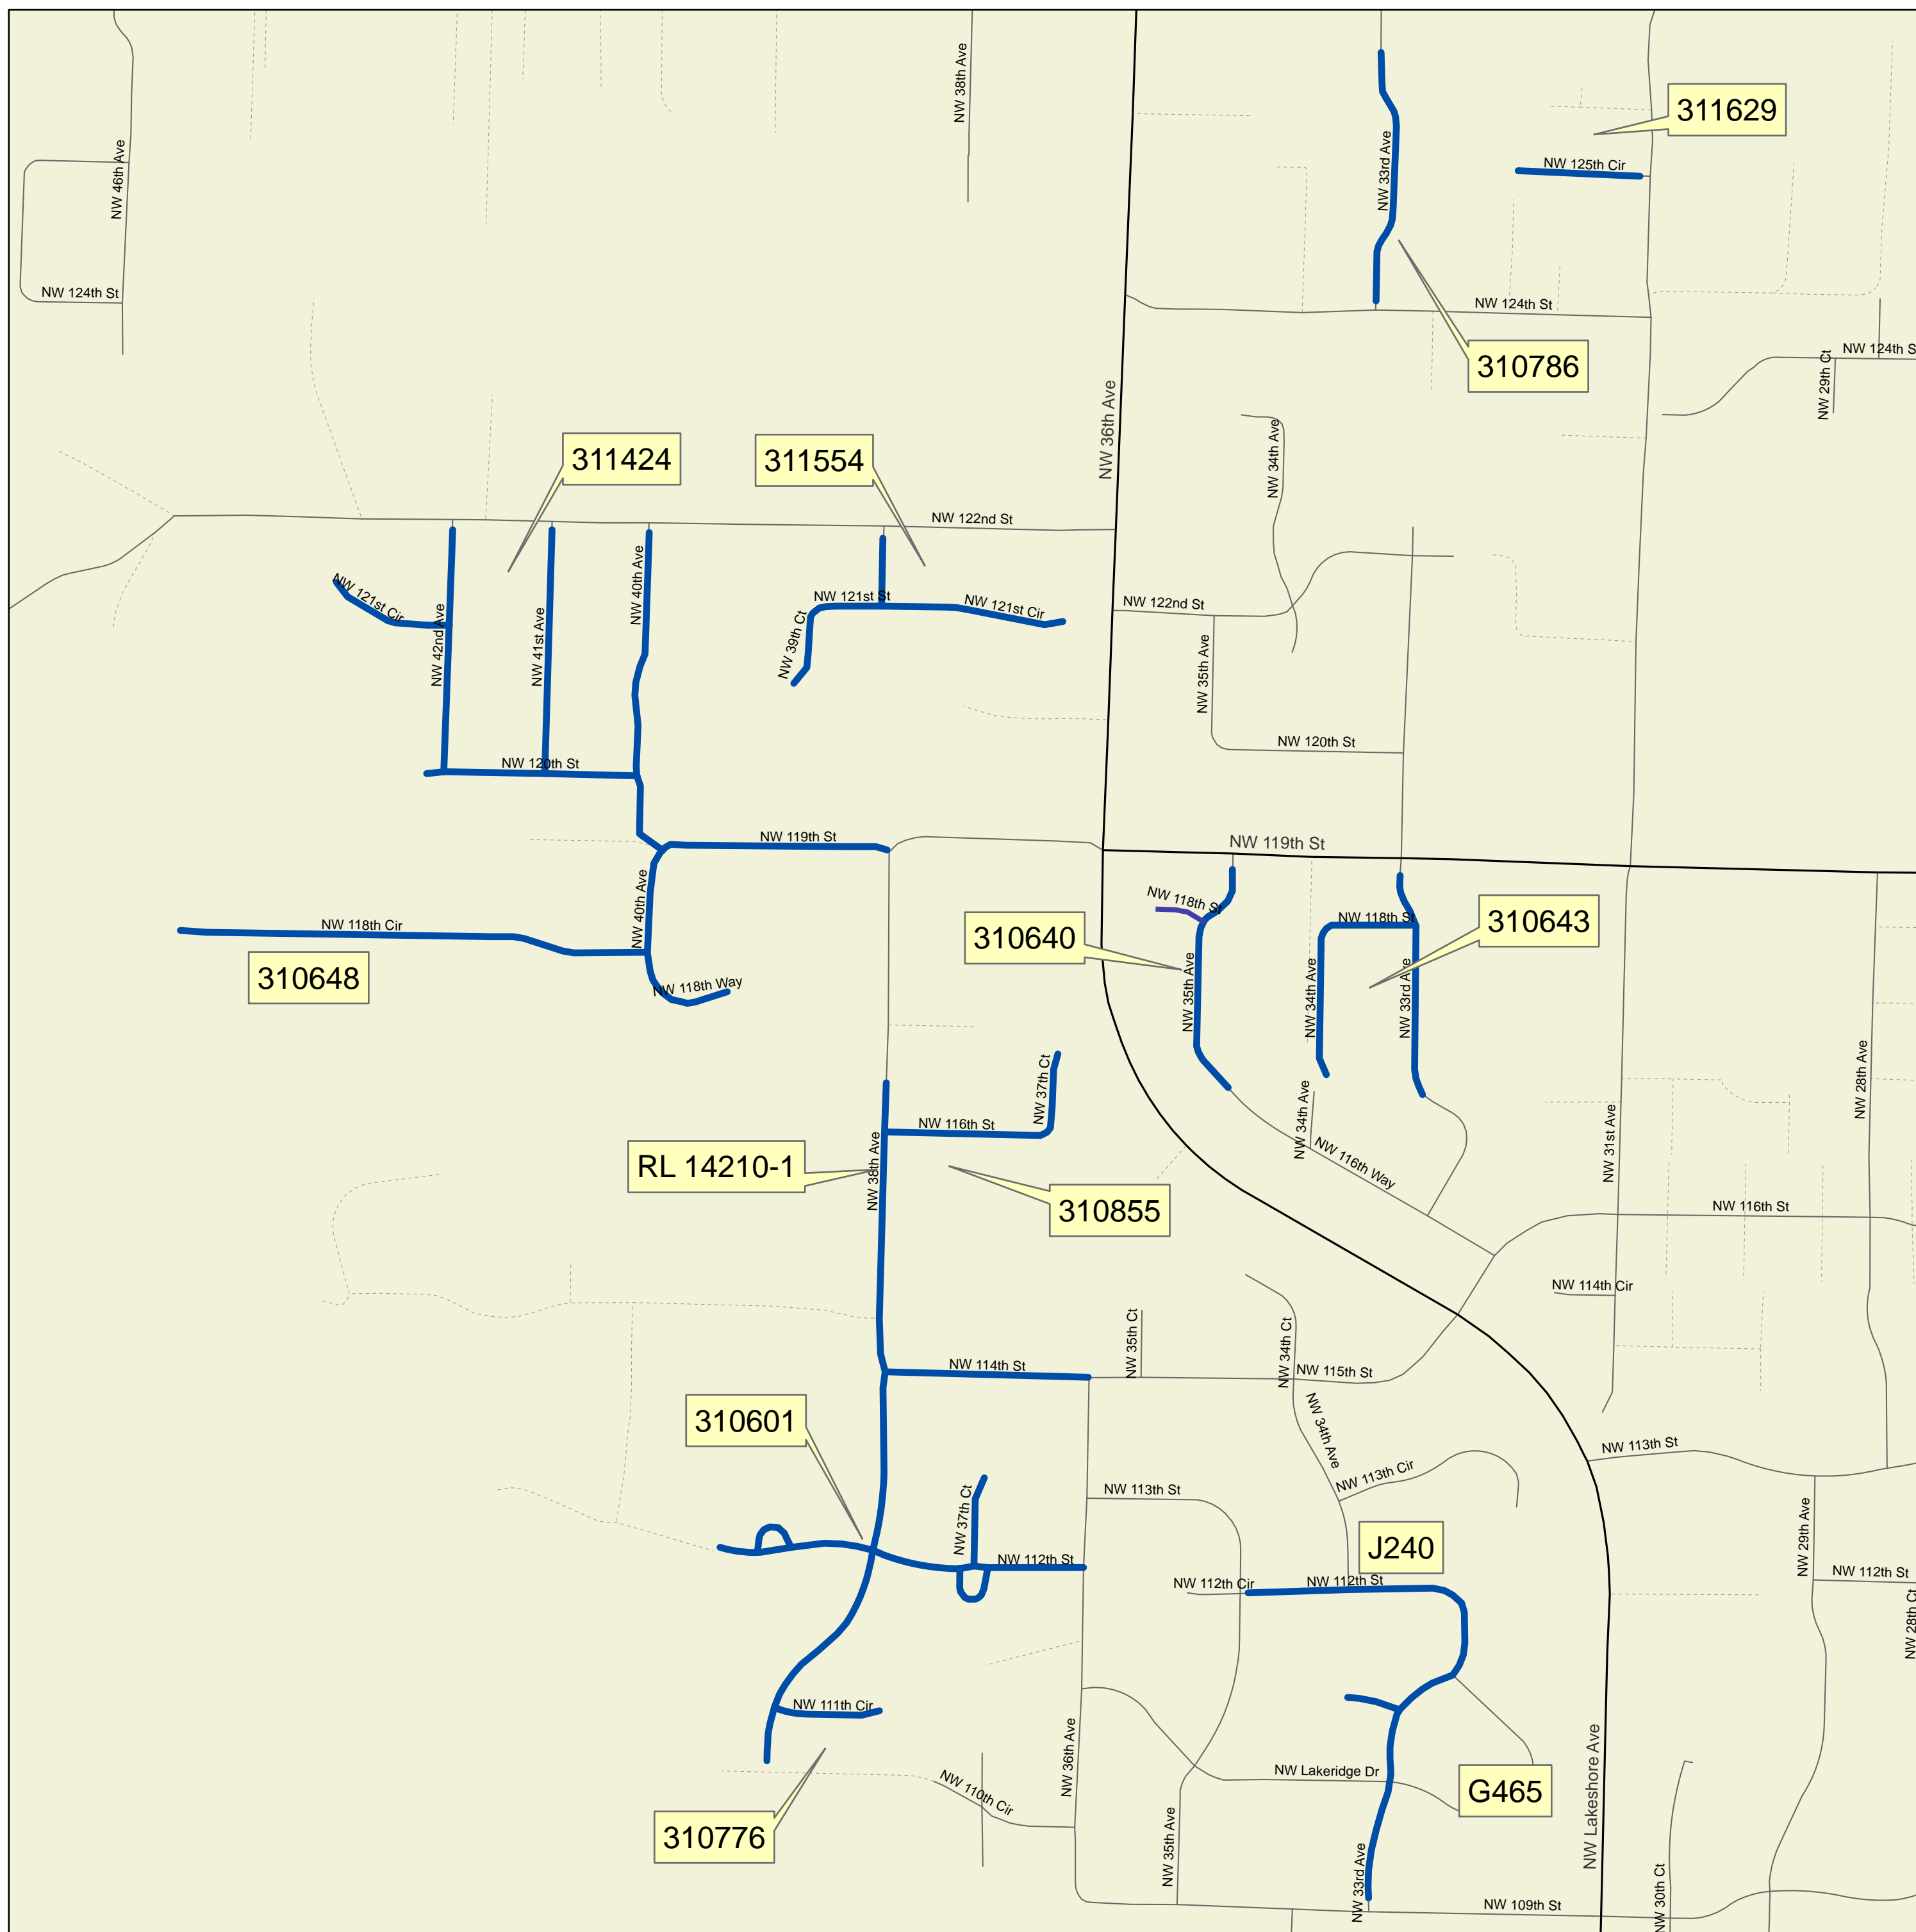 NW 38th Ave
NW 46th Ave
NW 33rd Ave
311629
NW 125th Cir
NW 124th St
NW 124th St
310786
NW 29th Ct
NW 36th Ave
NW 34th Ave
311424
311554
NW 122nd St
NW 121st Cir
NW 42nd Ave
NW 41st Ave
NW 40th Ave
NW 121st St
NW 121st Cir
NW 39th Ct
NW 122nd St
NW 35th Ave
NW 120th St
NW 120th St
NW 119th St
NW 119th St
NW 118th St
NW 118th St
310640
310643
NW 118th Cir
NW 40th Ave
310648
NW 118th Way
NW 35th Ave
NW 34th Ave
NW 33rd Ave
NW 28th Ave
NW 37th Ct
NW 116th St
NW 34th Ave
NW 31st Ave
NW 116th Way
RL 14210-1
NW 38th Ave
310855
NW 116th St
NW 114th Cir
NW 35th Ct
NW 34th Ct
NW 114th St
NW 115th St
310601
NW 34th Ave
NW 113th St
NW 113th Cir
NW 113th St
NW 37th Ct
NW 29th Ave
J240
NW 112th St
NW 112th Cir
NW 112th St
NW 112th St
NW 28th Ct
NW 111th Cir
NW 36th Ave
NW Lakeridge Dr
NW Lakeshore Ave
G465
NW 110th Cir
310776
NW 35th Ave
NW 33rd Ave
NW 109th St
NW 30th Ct